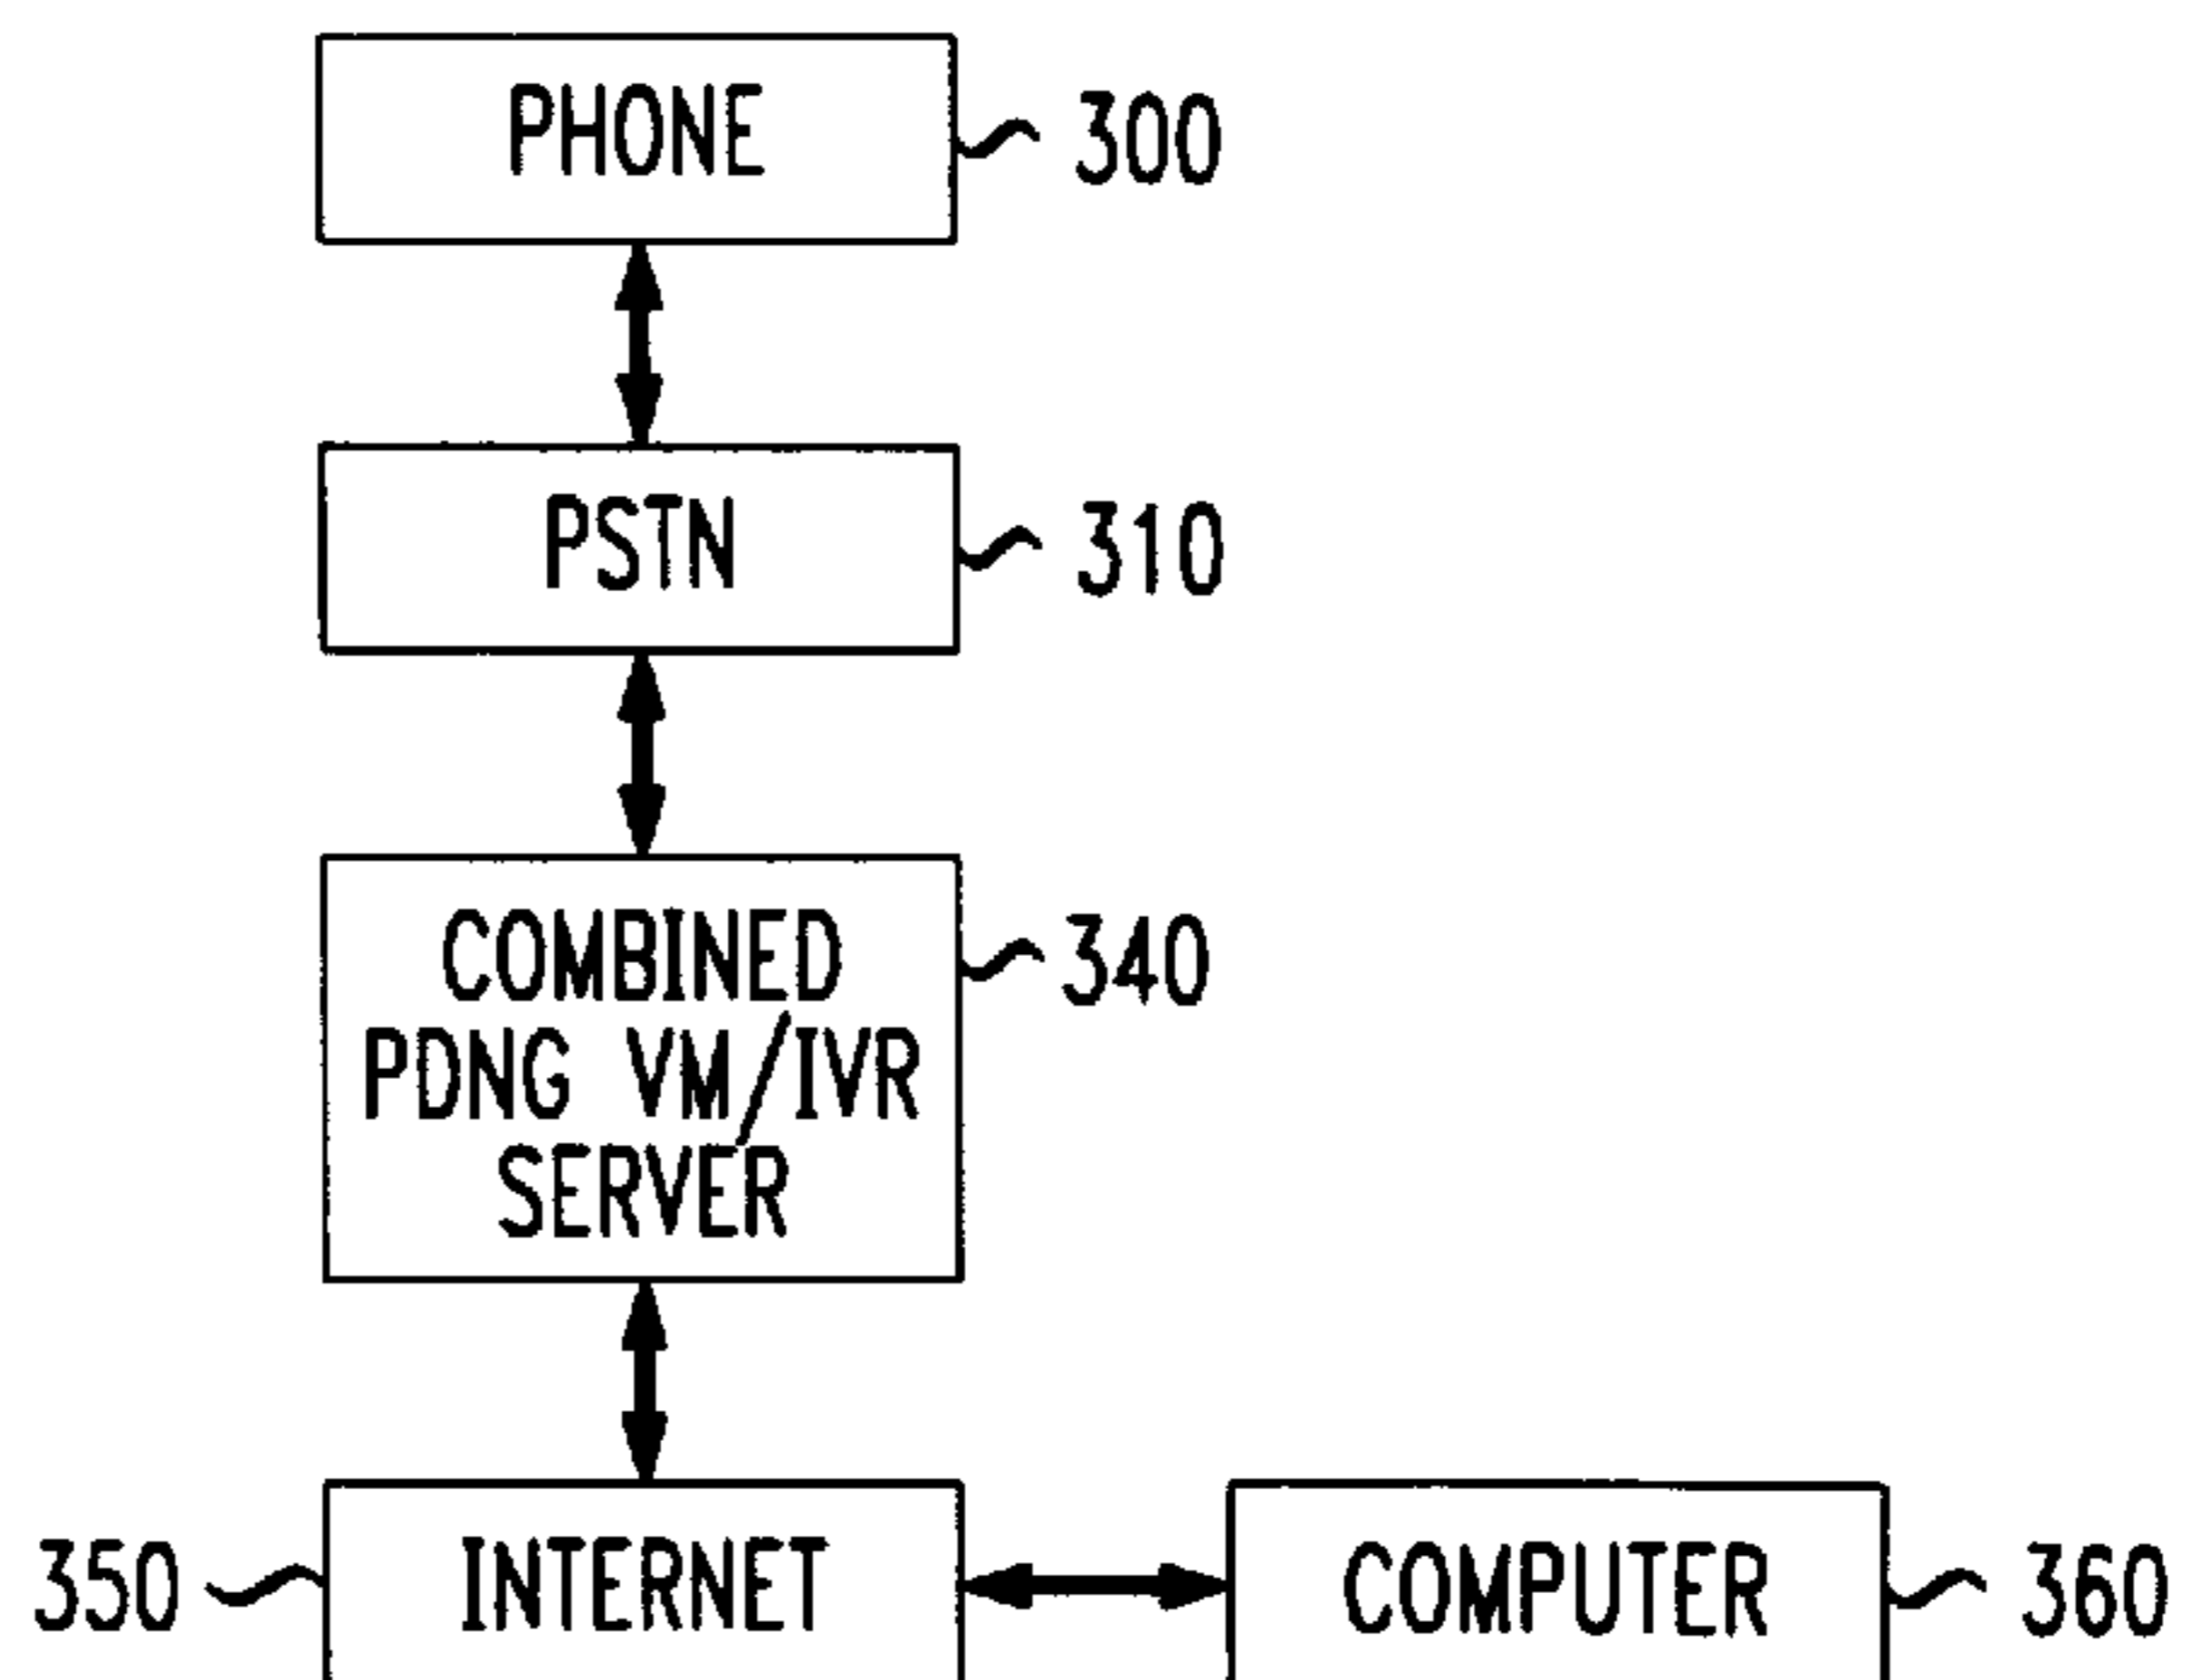 PHONE
300
PSTN
310
COMBINED
PDNG VM/IVR
SERVER
340
350
INTERNET
COMPUTER
360